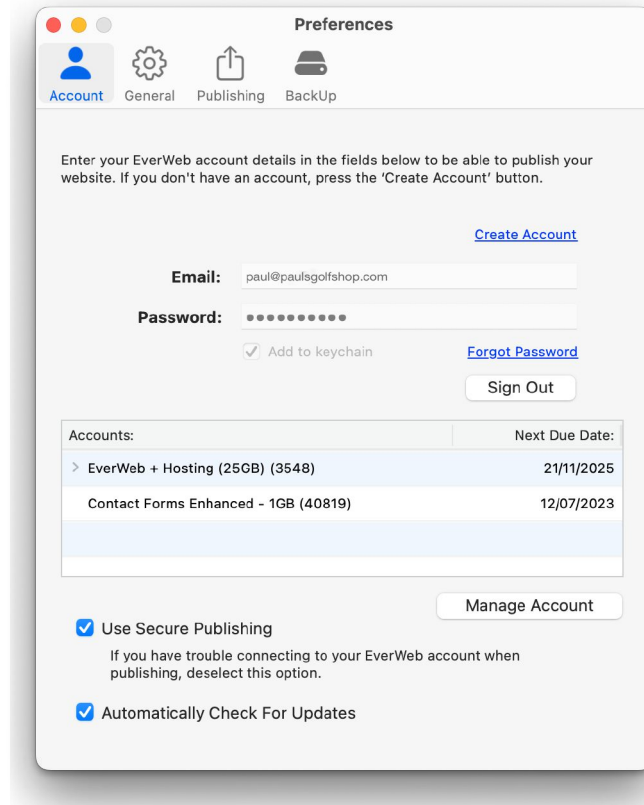 Preferences
Account General Publishing BackUp
Enter your EverWeb account details in the fields below to be able to publish your
website. If you don't have an account, press the ‘Create Account’ button.
Create Account
Email: paul@paulsgolfshop.com
Password: ●●●●●●●●●●
Add to keychain Forgot Password
Sign Out
Accounts: Next Due Date:
EverWeb + Hosting (25GB) (3548) 21/11/2025
Contact Forms Enhanced - 1GB (40819) 12/07/2023
Manage Account
Use Secure Publishing
If you have trouble connecting to your EverWeb account when
publishing, deselect this option.
Automatically Check For Updates